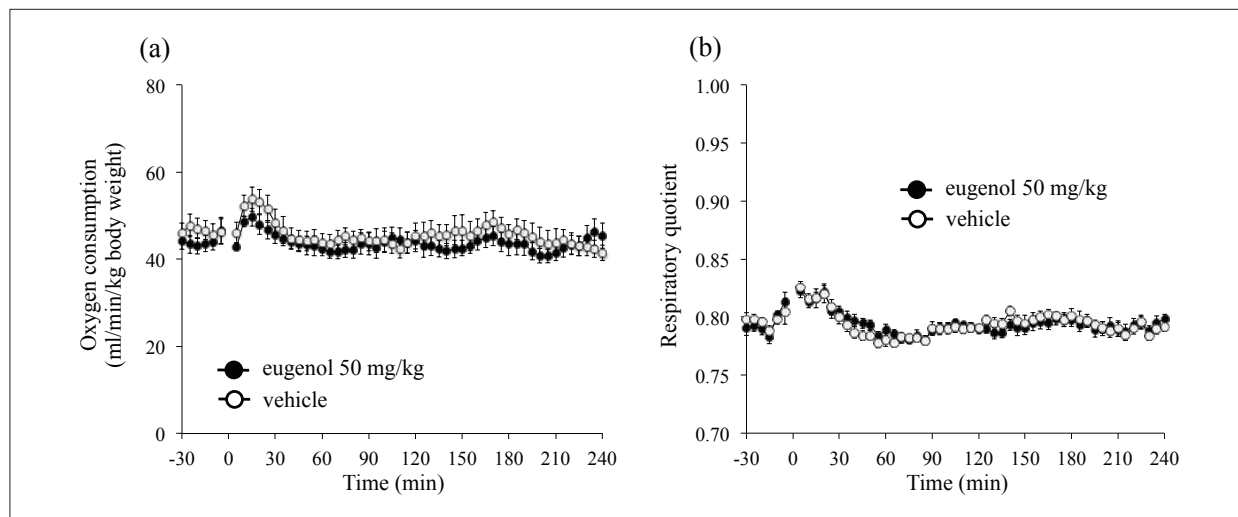 (a)
80
60
40
20
0
Oxygen consumption
(ml/min/kg body weight)
eugenol 50 mg/kg
vehicle
-30 0 30 60 90 120 150 180 210 240
Time (min)
(b)
1.00
0.95
0.90
0.85
0.80
0.75
0.70
Respiratory quotient
eugenol 50 mg/kg
vehicle
-30 0 30 60 90 120 150 180 210 240
Time (min)